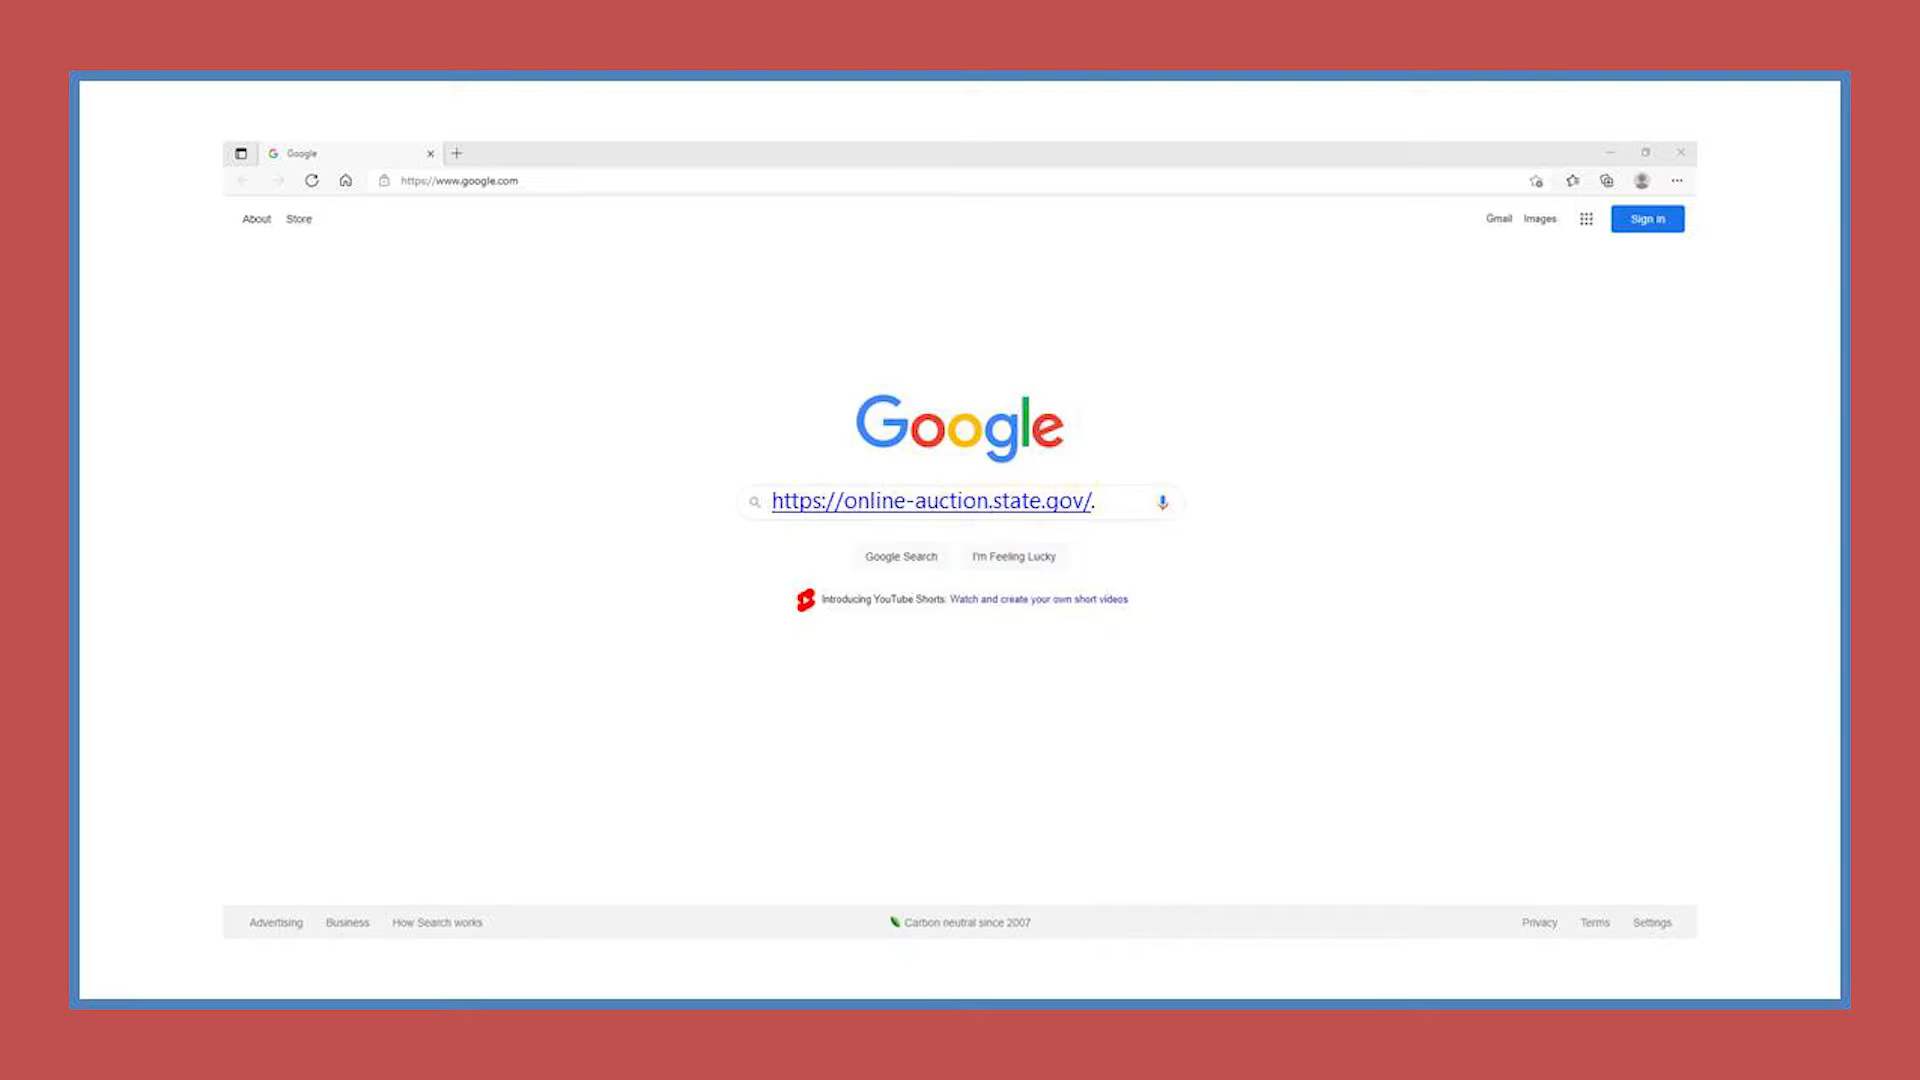 Google
https://www.google.com
About Store
Gmail Images Sign in
Google
https://online-auction.state.gov/.
Google Search I'm Feeling Lucky
Introducing YouTube Shorts: Watch and create your own short videos
Advertising Business How Search works Carbon neutral since 2007 Privacy Terms Settings